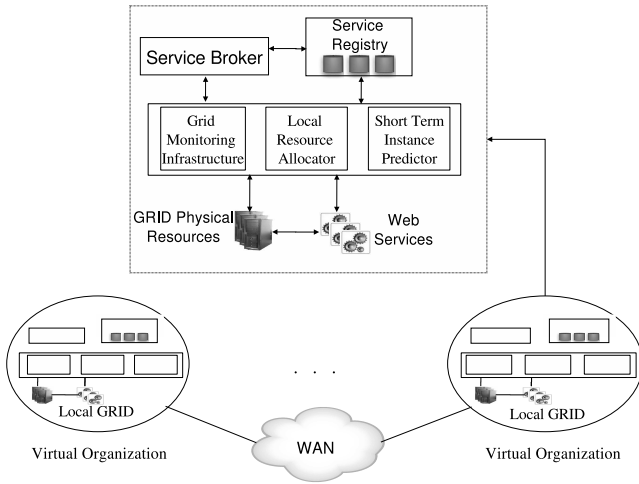 Service
Registry
Service Broker
Grid
Monitoring
Infrastructure
Local
Resource
Allocator
Short Term
Instance
Predictor
GRID Physical
Resources
Web
Services
. . .
Local GRID
Local GRID
WAN
Virtual Organization
Virtual Organization